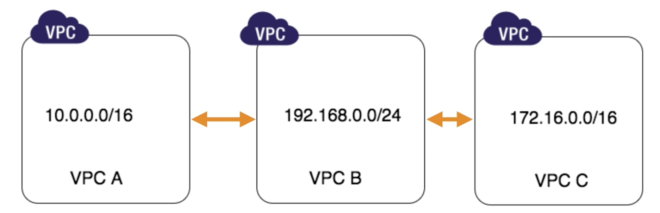 VPC
10.0.0.0/16
VPC A
VPC
192.168.0.0/24
VPC B
VPC
172.16.0.0/16
VPC C